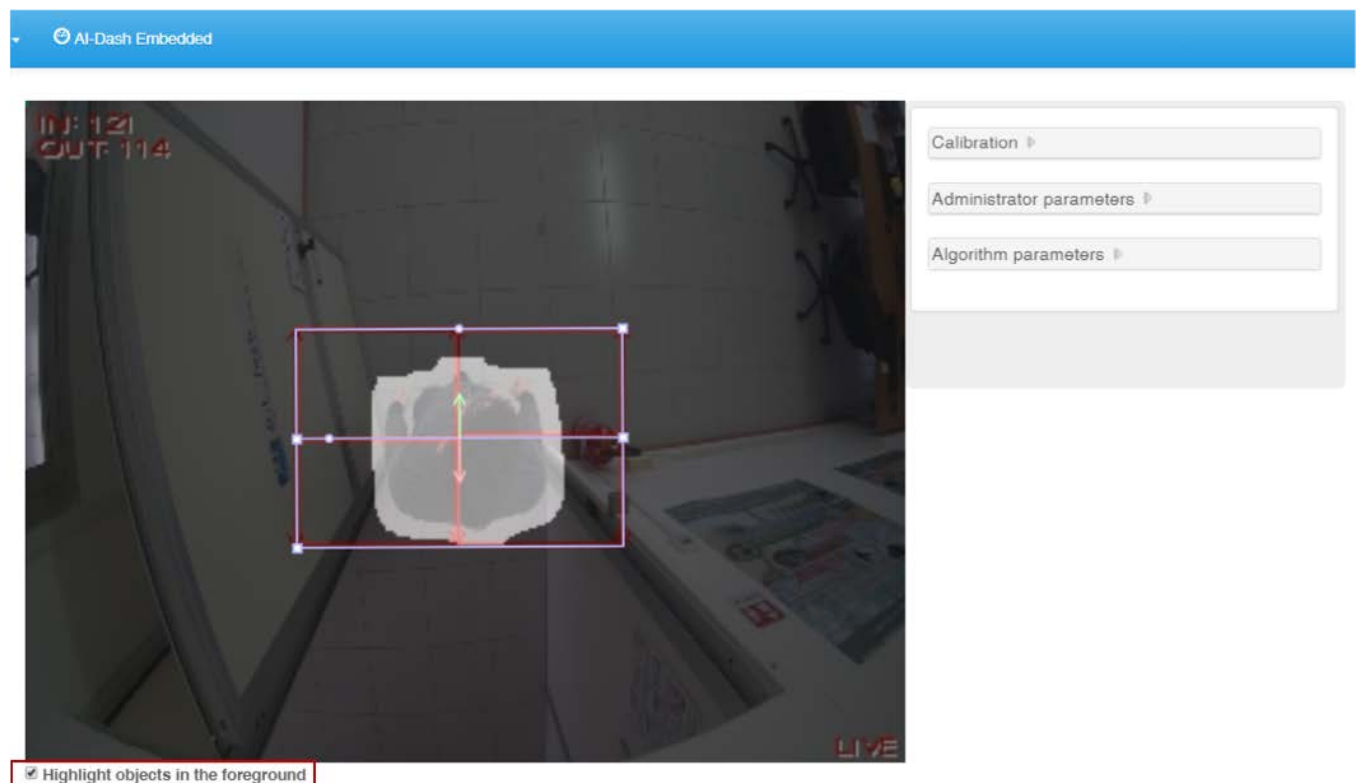 AI-Dash Embedded
IN: 121
OUT: 114
Calibration
Administrator parameters
Algorithm parameters
LIVE
Highlight objects in the foreground